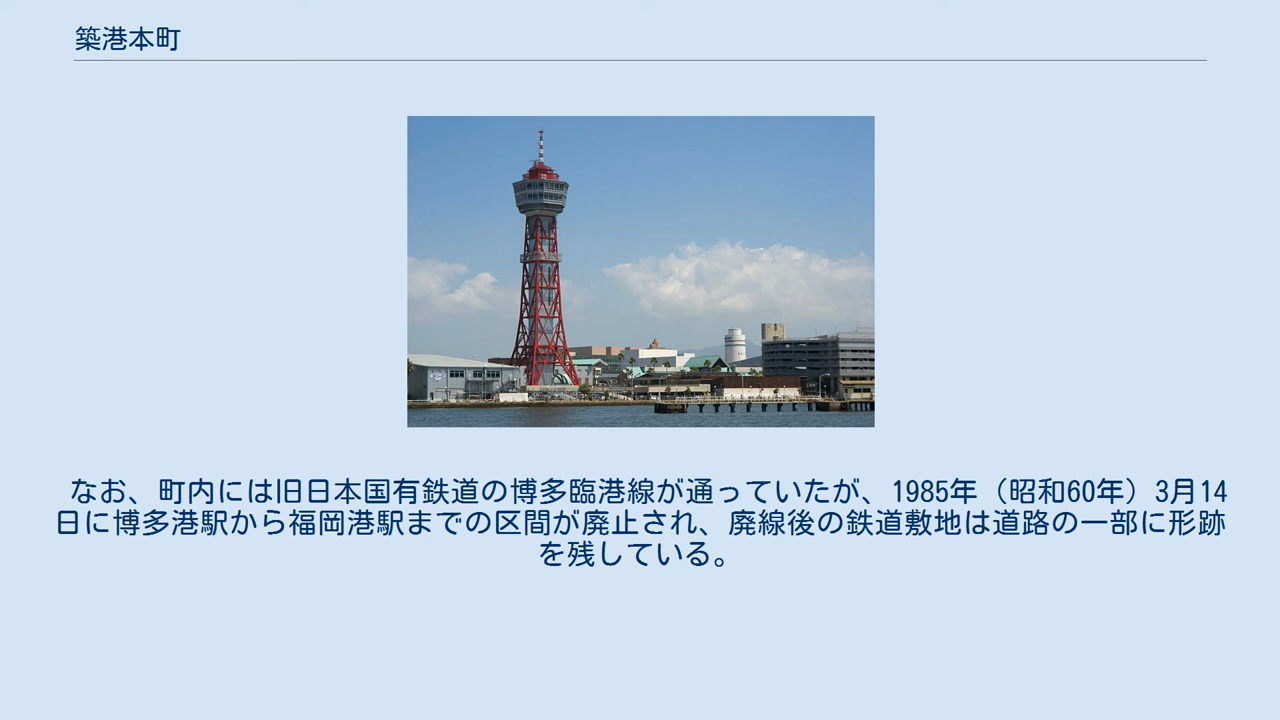 築港本町
なお、町内には旧日本国有鉄道の博多臨港線が通っていたが、1985年（昭和60年）3月14
日に博多港駅から福岡港駅までの区間が廃止され、廃線後の鉄道敷地は道路の一部に形跡
を残している。